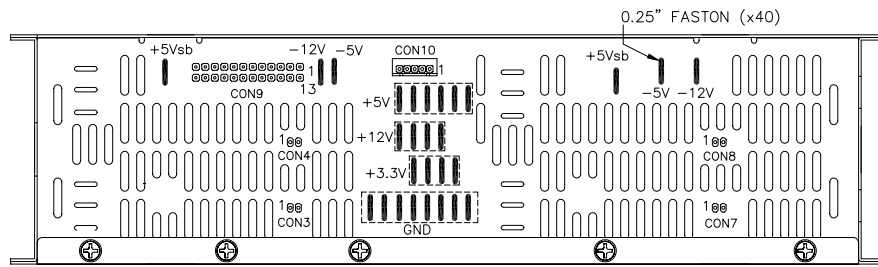 0.25" FASTON (x40)
+5Vsb
-12V
-5V
CON10
+5Vsb
1
1
13
CON9
-5V
-12V
+5V
1
CON4
+12V
1
CON8
+3.3V
1
CON3
GND
1
CON7